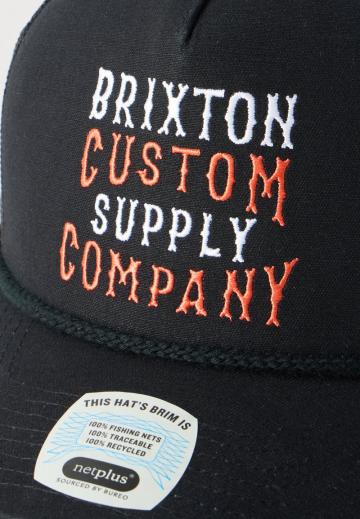 BRIXTON
CUSTOM
SUPPLY
COMPANY
THIS HAT'S BRIM IS
100% FISHING NETS
100% TRACEABLE
100% RECYCLED
netplus®
SOURCED BY BUREO